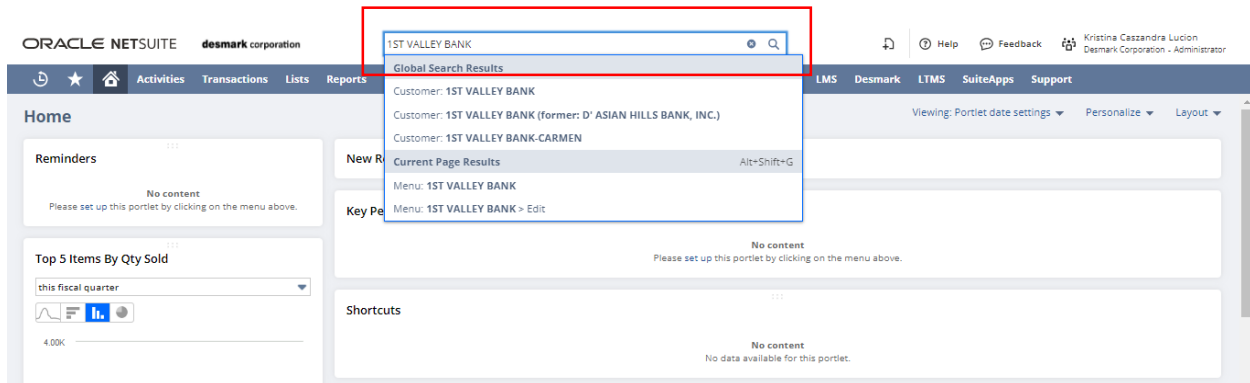 ORACLE NETSUITE
desmark corporation
1ST VALLEY BANK
Help
Feedback
Kristina Caszandra Lucion
Desmark Corporation - Administrator
Activities Transactions Lists Reports LMS Desmark LTMS SuiteApps Support
Global Search Results
Customer: 1ST VALLEY BANK
Customer: 1ST VALLEY BANK (former: D' ASIAN HILLS BANK, INC.)
Customer: 1ST VALLEY BANK-CARMEN
Current Page Results Alt+Shift+G
Menu: 1ST VALLEY BANK
Menu: 1ST VALLEY BANK > Edit
Home
Viewing: Portlet date settings Personalize Layout
Reminders
No content
Please set up this portlet by clicking on the menu above.
Top 5 Items By Qty Sold
this fiscal quarter
4.00K
New R
Key Pe
No content
Please set up this portlet by clicking on the menu above.
Shortcuts
No content
No data available for this portlet.